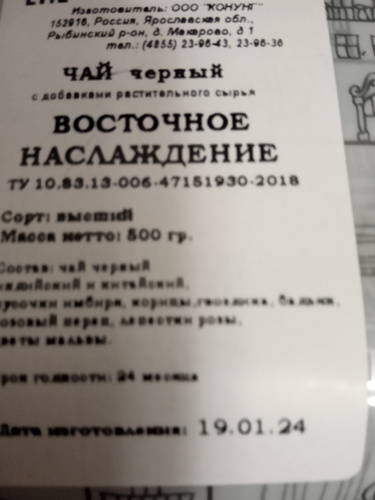 Изготовитель: ООО "КОНУНГ"
152916, Россия, Ярославская обл.,
Рыбинский р-он, д. Макарово, д 1
тел.: (4855) 23-96-43, 23-96-36
ЧАЙ черный
с добавками растительного сырья
ВОСТОЧНОЕ
НАСЛАЖДЕНИЕ
ТУ 10.83.13-006-47151930-2018
Сорт: высший
Масса нетто: 500 гр.
Состав: чай черный
индийский и китайский,
кусочки имбиря, корицы, гвоздика, бадьян,
розовый перец, лепестки розы,
цветы мальвы.
Срок годности: 24 месяца
Дата изготовления: 19.01.24